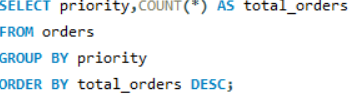 SELECT priority,COUNT(*) AS total_orders
FROM orders
GROUP BY priority
ORDER BY total_orders DESC;